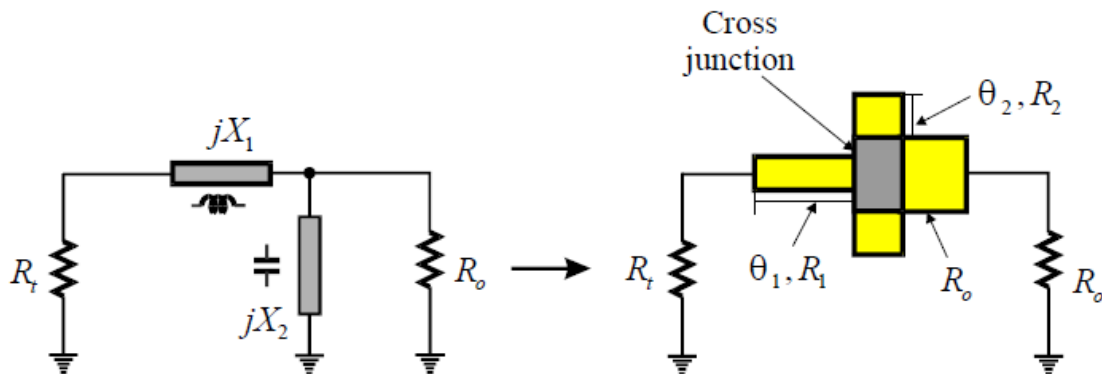 Cross
junction
θ₂, R₂
jX₁
Rₜ
jX₂
Rₒ
Rₜ
θ₁, R₁
Rₒ
Rₒ